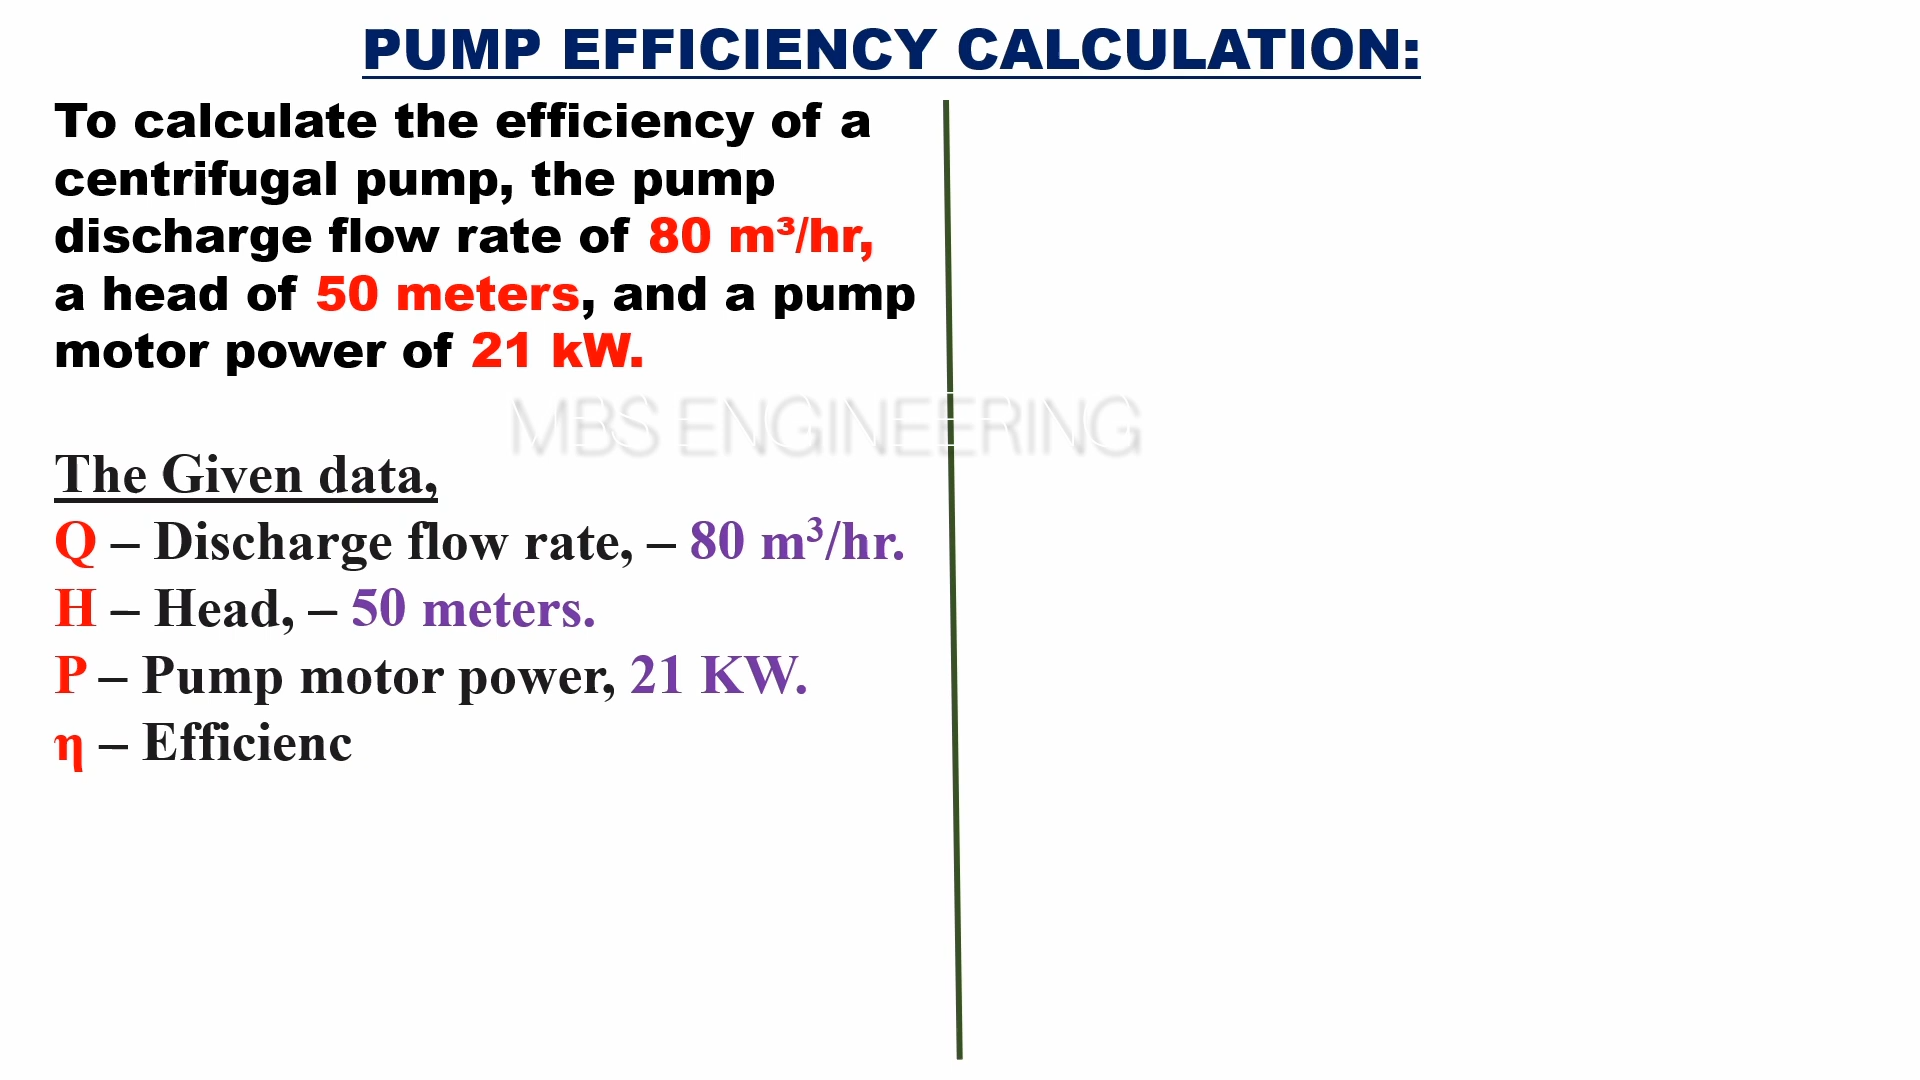 PUMP EFFICIENCY CALCULATION:
To calculate the efficiency of a
centrifugal pump, the pump
discharge flow rate of 80 m³/hr,
a head of 50 meters, and a pump
motor power of 21 kW.
MBS ENGINEERING
The Given data,
Q – Discharge flow rate, – 80 m³/hr.
H – Head, – 50 meters.
P – Pump motor power, 21 KW.
η – Efficienc